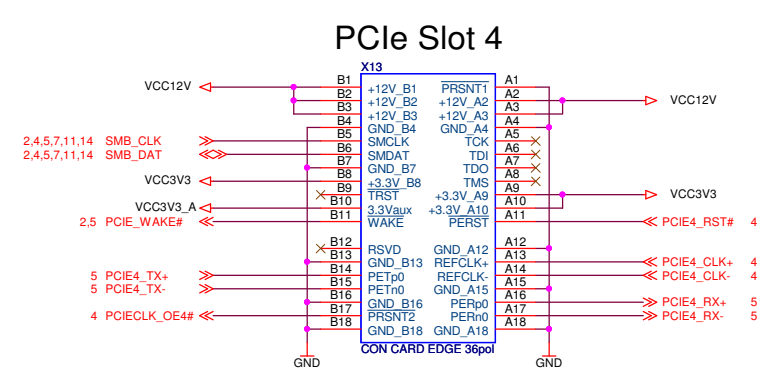 PCIe Slot 4
X13
B1 +12V_B1 PRSNT1 A1
VCC12V B2 +12V_B2 +12V_A2 A2 VCC12V
B3 +12V_B3 +12V_A3 A3
B4 GND_B4 GND_A4 A4
2,4,5,7,11,14 SMB_CLK B5 SMCLK TCK A5
2,4,5,7,11,14 SMB_DAT B6 SMDAT TDI A6
B7 GND_B7 TDO A7
VCC3V3 B8 +3.3V_B8 TMS A8
B9 TRST +3.3V_A9 A9 VCC3V3
VCC3V3_A B10 3.3Vaux +3.3V_A10 A10
2,5 PCIE_WAKE# B11 WAKE PERST A11 PCIE4_RST# 4
B12 RSVD GND_A12 A12
B13 GND_B13 REFCLK+ A13 PCIE4_CLK+ 4
5 PCIE4_TX+ B14 PETp0 REFCLK- A14 PCIE4_CLK- 4
5 PCIE4_TX- B15 PETn0 GND_A15 A15
B16 GND_B16 PERp0 A16 PCIE4_RX+ 5
4 PCIECLK_OE4# B17 PRSNT2 PERn0 A17 PCIE4_RX- 5
B18 GND_B18 GND_A18 A18
CON CARD EDGE 36pol
GND GND